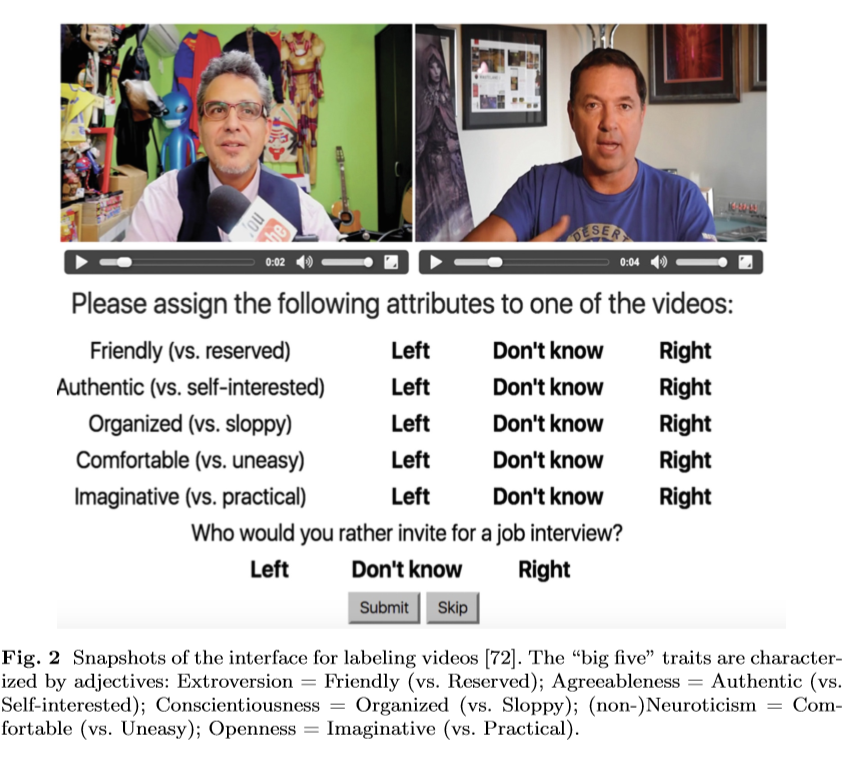 You
Tube
DESERT
0:02
0:04
Please assign the following attributes to one of the videos:
Friendly (vs. reserved) Left Don't know Right
Authentic (vs. self-interested) Left Don't know Right
Organized (vs. sloppy) Left Don't know Right
Comfortable (vs. uneasy) Left Don't know Right
Imaginative (vs. practical) Left Don't know Right
Who would you rather invite for a job interview?
Left Don't know Right
Submit Skip
Fig. 2 Snapshots of the interface for labeling videos [72]. The “big five” traits are character-
ized by adjectives: Extroversion = Friendly (vs. Reserved); Agreeableness = Authentic (vs.
Self-interested); Conscientiousness = Organized (vs. Sloppy); (non-)Neuroticism = Com-
fortable (vs. Uneasy); Openness = Imaginative (vs. Practical).